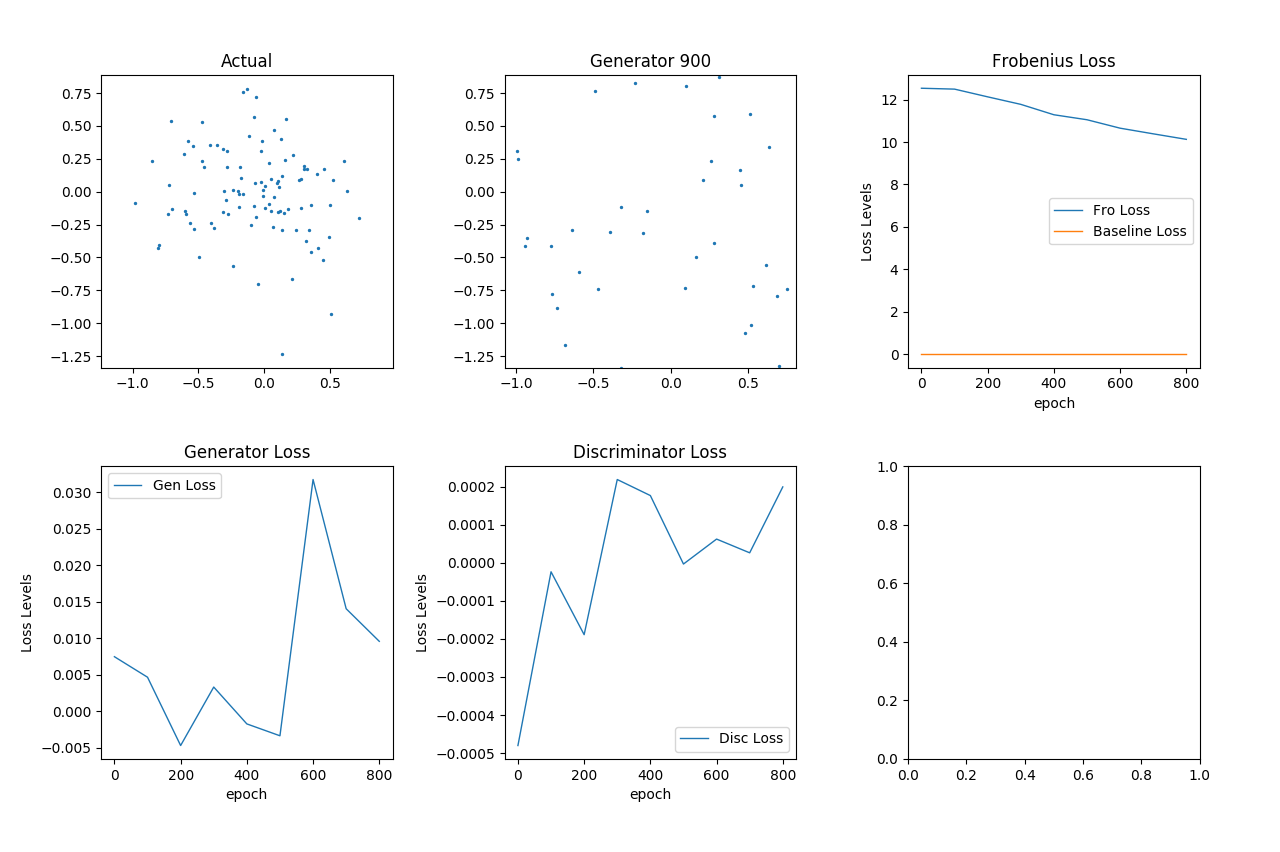 Actual
0.75
0.50
0.25
0.00
−0.25
−0.50
−0.75
−1.00
−1.25
−1.0 −0.5 0.0 0.5
Generator 900
0.75
0.50
0.25
0.00
−0.25
−0.50
−0.75
−1.00
−1.25
−1.0 −0.5 0.0 0.5
Frobenius Loss
Loss Levels
12
10
8
6
4
2
0
Fro Loss
Baseline Loss
0 200 400 600 800
epoch
Generator Loss
Loss Levels
0.030
0.025
0.020
0.015
0.010
0.005
0.000
−0.005
Gen Loss
0 200 400 600 800
epoch
Discriminator Loss
Loss Levels
0.0002
0.0001
0.0000
−0.0001
−0.0002
−0.0003
−0.0004
−0.0005
Disc Loss
0 200 400 600 800
epoch
1.0
0.8
0.6
0.4
0.2
0.0
0.0 0.2 0.4 0.6 0.8 1.0